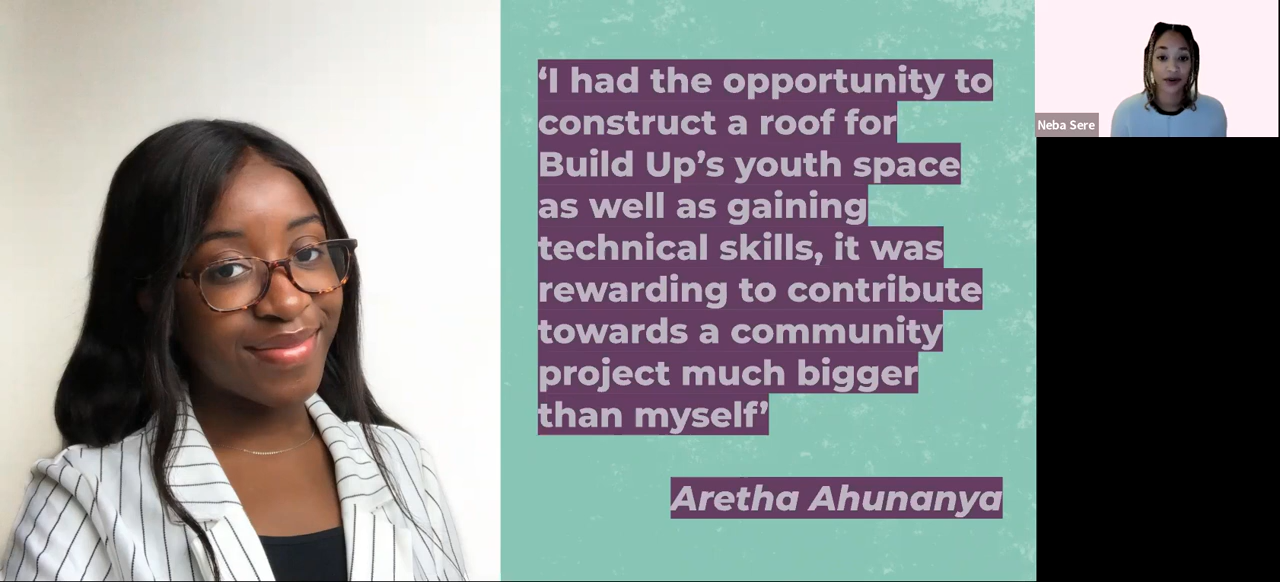 ‘I had the opportunity to
construct a roof for
Build Up’s youth space
as well as gaining
technical skills, it was
rewarding to contribute
towards a community
project much bigger
than myself’
Aretha Ahunanya
Neba Sere